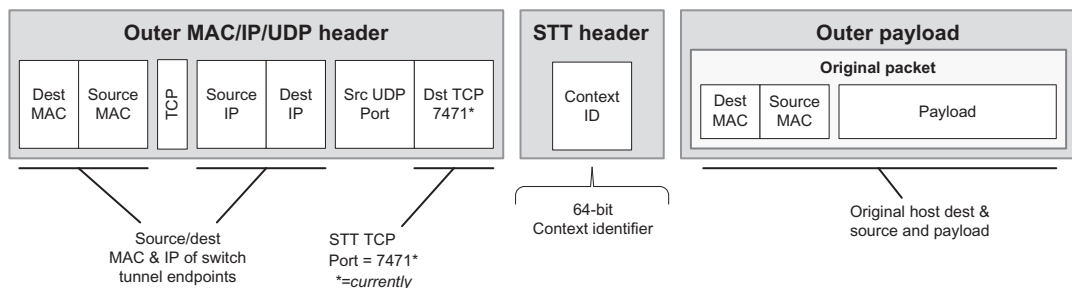 Outer MAC/IP/UDP header
STT header
Outer payload
Original packet
Dest
MAC
Source
MAC
TCP
Source
IP
Dest
IP
Src UDP
Port
Dst TCP
7471*
Context
ID
Dest
MAC
Source
MAC
Payload
Source/dest
MAC & IP of switch
tunnel endpoints
STT TCP
Port = 7471*
*=currently
64-bit
Context identifier
Original host dest &
source and payload